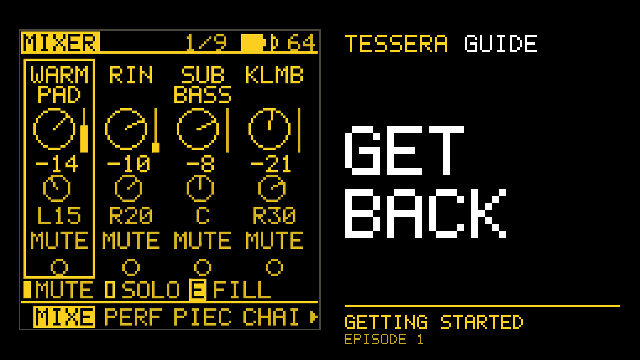 MIXER 1/9 64
WARM PAD RIN SUB BASS KLMB
-14 -10 -8 -21
L15 R20 C R30
MUTE MUTE MUTE MUTE
MUTE SOLO E FILL
MIXE PERF PIEC CHAI
TESSERA GUIDE
GET
BACK
GETTING STARTED
EPISODE 1